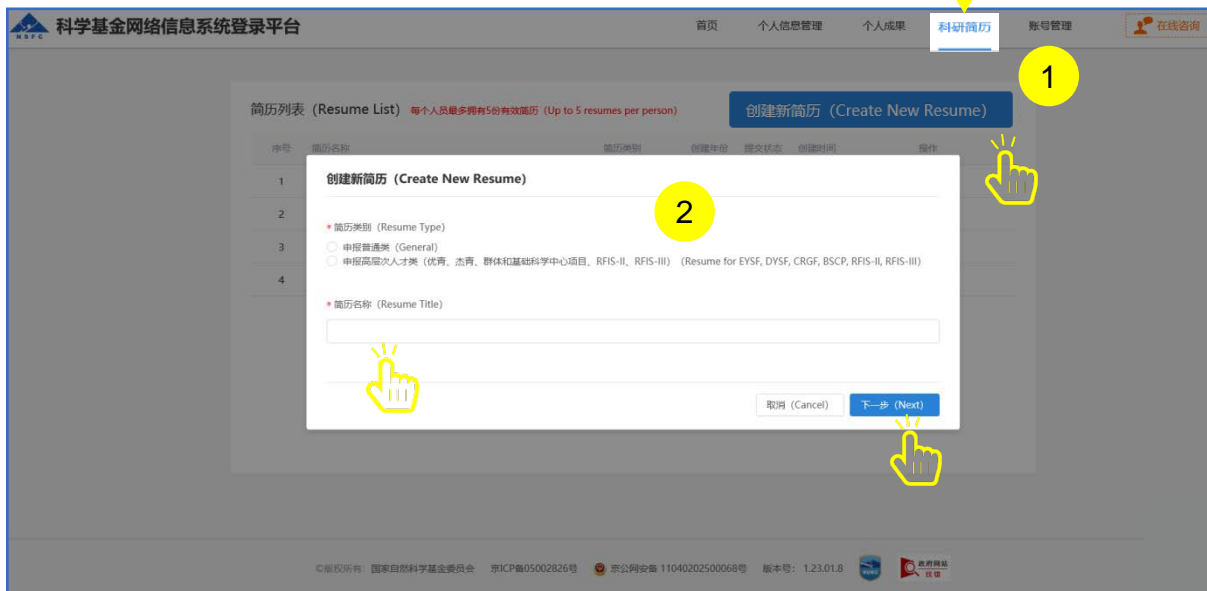 NSFC 科学基金网络信息系统登录平台 首页 个人信息管理 个人成果 科研简历 账号管理 在线咨询
1
简历列表（Resume List） 每个人员最多拥有5份有效简历（Up to 5 resumes per person） 创建新简历（Create New Resume）
序号 简历名称 简历类别 创建年份 提交状态 创建时间 操作
1
2
3
4
创建新简历（Create New Resume）
2
* 简历类别（Resume Type）
申报普通类（General）
申报高层次人才类（优青、杰青、群体和基础科学中心项目、RFIS-II、RFIS-III）（Resume for EYSF, DYSF, CRGF, BSCP, RFIS-II, RFIS-III）
* 简历名称（Resume Title）
取消（Cancel） 下一步（Next）
©版权所有：国家自然科学基金委员会 京ICP备05002826号 京公网安备 11040202500068号 版本号：1.23.01.8 政府网站
找错